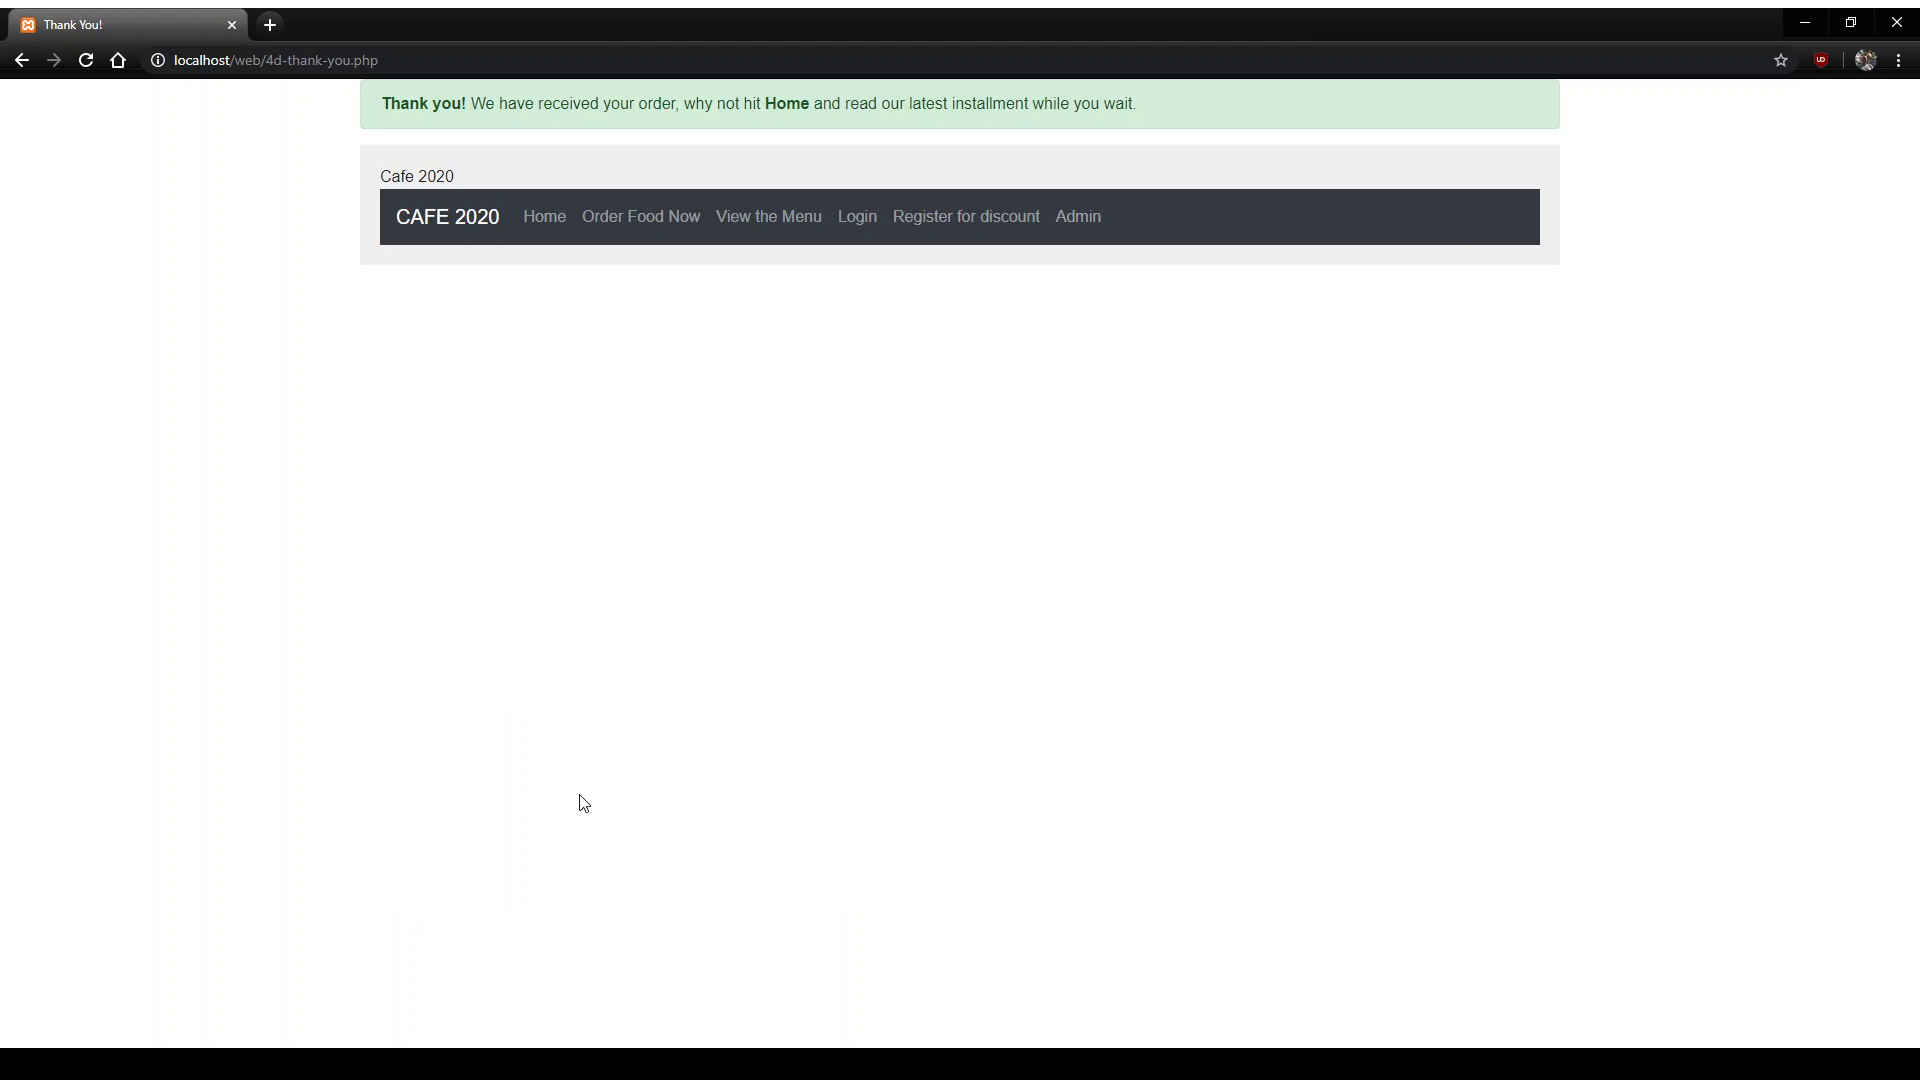 Thank You!
localhost/web/4d-thank-you.php
Thank you! We have received your order, why not hit Home and read our latest installment while you wait.
Cafe 2020
CAFE 2020 Home Order Food Now View the Menu Login Register for discount Admin